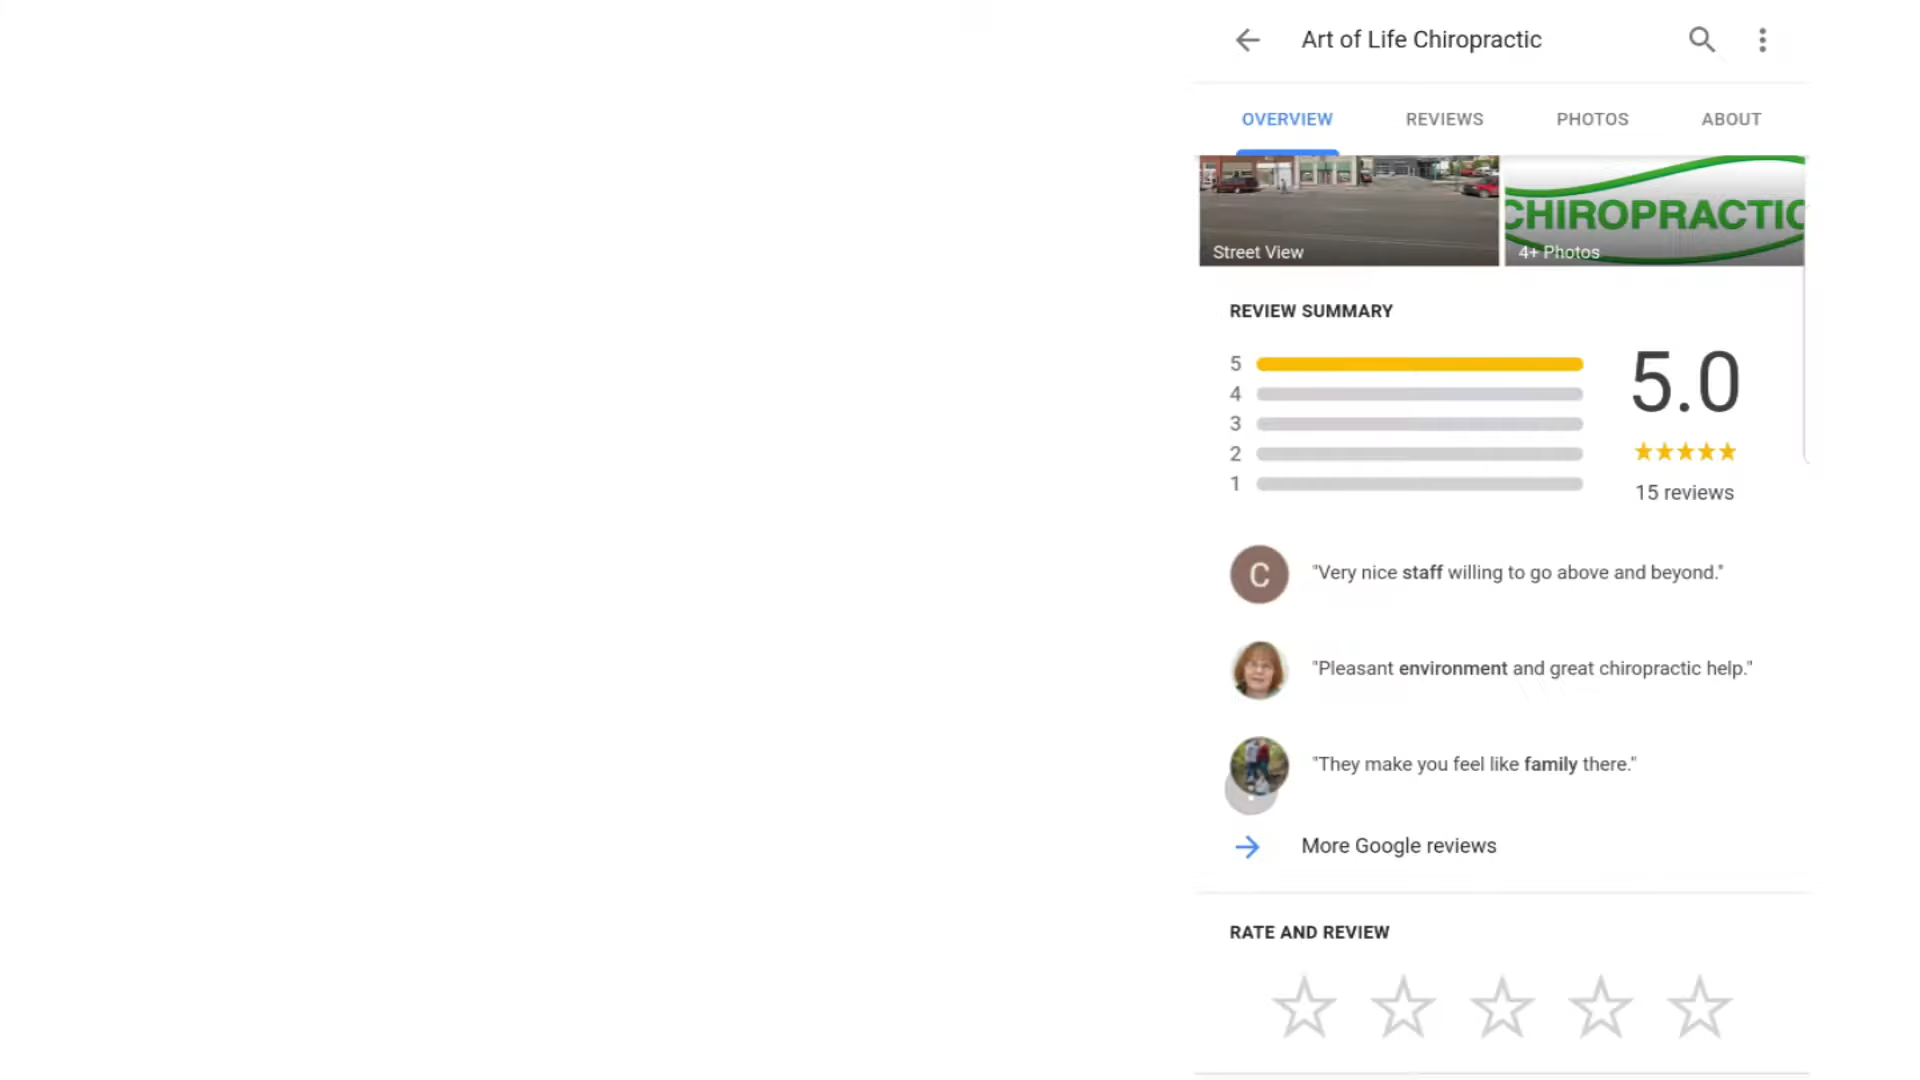 Art of Life Chiropractic
OVERVIEW
REVIEWS
PHOTOS
ABOUT
Street View
CHIROPRACTIC
4+ Photos
REVIEW SUMMARY
5
4
3
2
1
5.0
15 reviews
C
"Very nice staff willing to go above and beyond."
"Pleasant environment and great chiropractic help."
"They make you feel like family there."
More Google reviews
RATE AND REVIEW